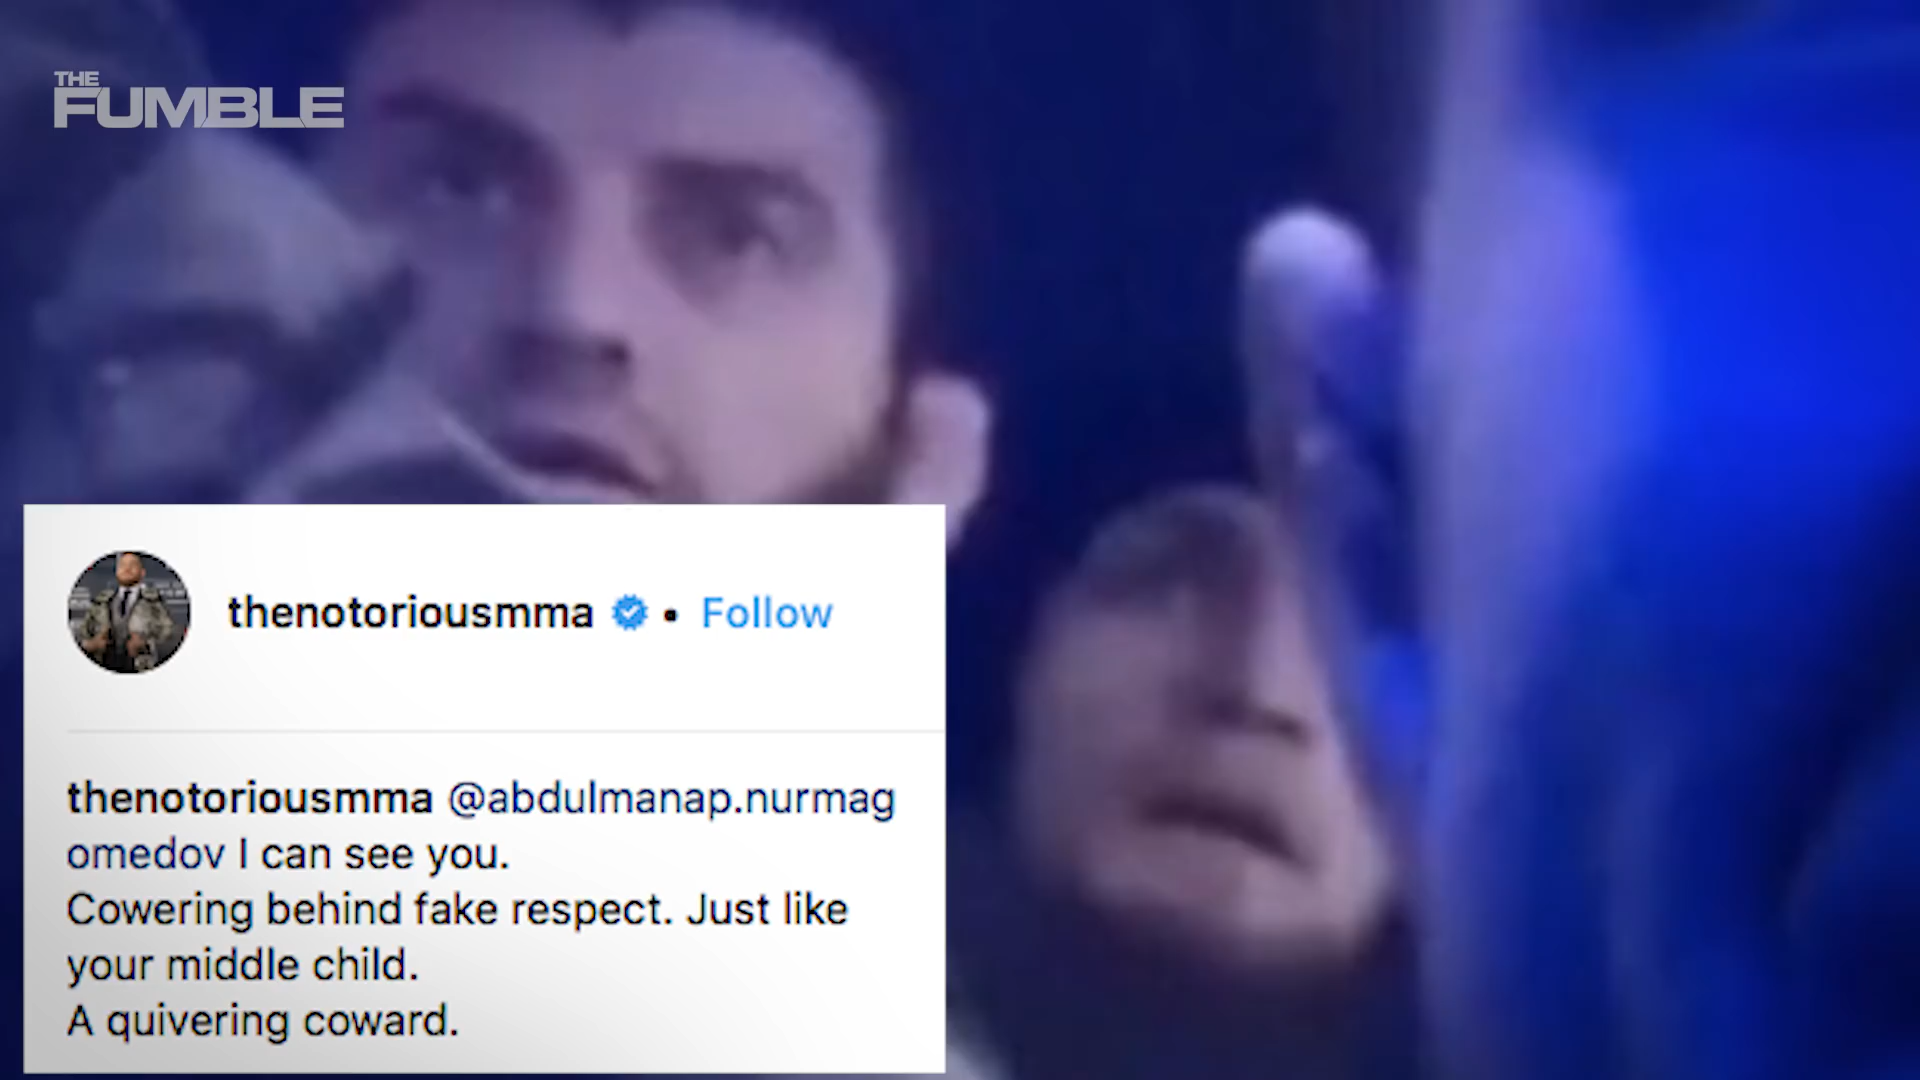 THE
FUMBLE
thenotoriousmma • Follow
thenotoriousmma @abdulmanap.nurmag
omedov I can see you.
Cowering behind fake respect. Just like
your middle child.
A quivering coward.